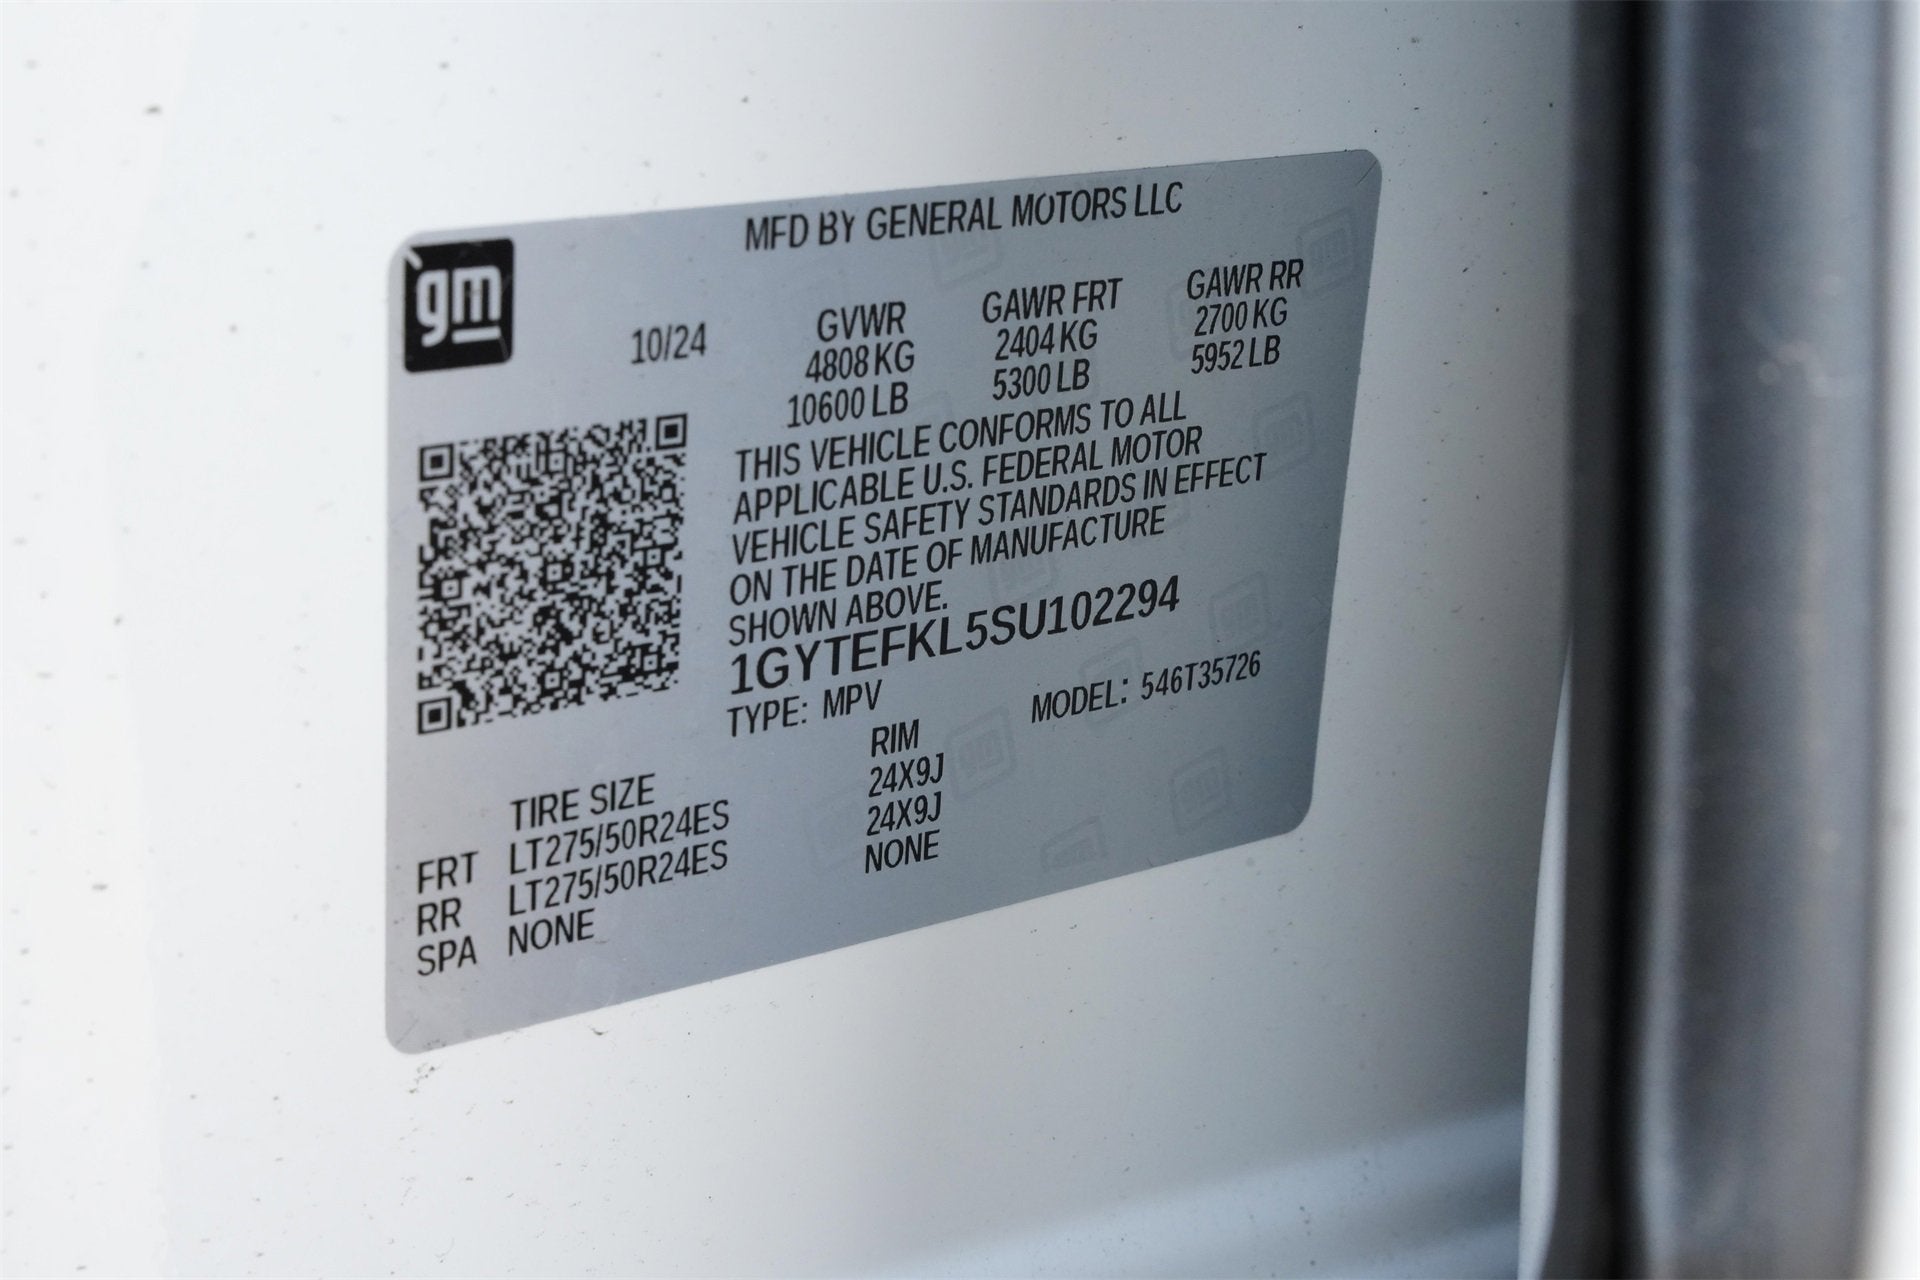 gm
MFD BY GENERAL MOTORS LLC
10/24
GVWR
4808 KG
10600 LB
GAWR FRT
2404 KG
5300 LB
GAWR RR
2700 KG
5952 LB
THIS VEHICLE CONFORMS TO ALL
APPLICABLE U.S. FEDERAL MOTOR
VEHICLE SAFETY STANDARDS IN EFFECT
ON THE DATE OF MANUFACTURE
SHOWN ABOVE.
1GYTEFKL5SU102294
TYPE: MPV
MODEL: 546T35726
TIRE SIZE RIM
FRT LT275/50R24ES 24X9J
RR LT275/50R24ES 24X9J
SPA NONE NONE